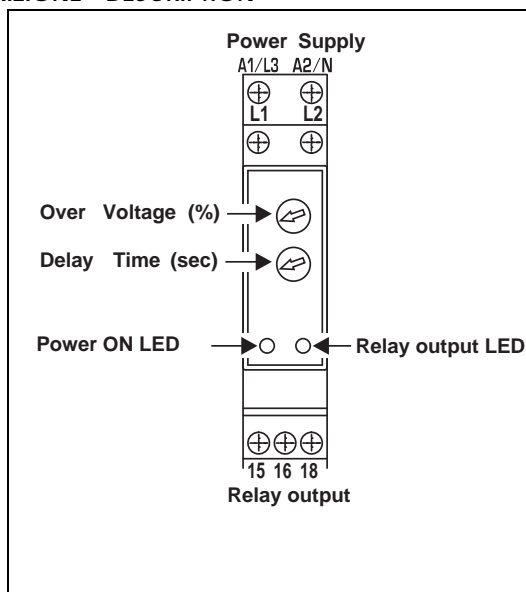 Power Supply
A1/L3 A2/N
L1 L2
Over Voltage (%)
Delay Time (sec)
Power ON LED
Relay output LED
15 16 18
Relay output